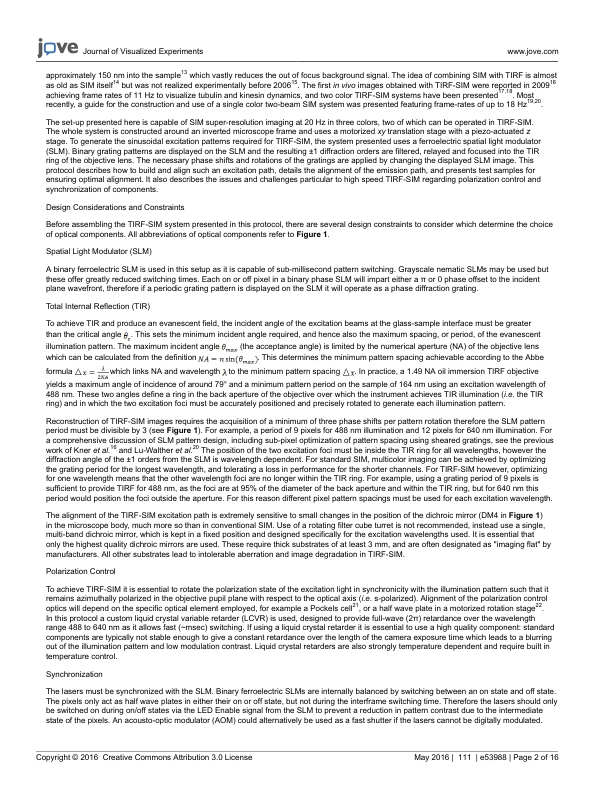 jove Journal of Visualized Experiments www.jove.com
approximately 150 nm into the sample13 which vastly reduces the out of focus background signal. The idea of combining SIM with TIRF is almost
as old as SIM itself14 but was not realized experimentally before 200615. The first in vivo images obtained with TIRF-SIM were reported in 200916
achieving frame rates of 11 Hz to visualize tubulin and kinesin dynamics, and two color TIRF-SIM systems have been presented17,18. Most
recently, a guide for the construction and use of a single color two-beam SIM system was presented featuring frame-rates of up to 18 Hz19,20.
The set-up presented here is capable of SIM super-resolution imaging at 20 Hz in three colors, two of which can be operated in TIRF-SIM.
The whole system is constructed around an inverted microscope frame and uses a motorized xy translation stage with a piezo-actuated z
stage. To generate the sinusoidal excitation patterns required for TIRF-SIM, the system presented uses a ferroelectric spatial light modulator
(SLM). Binary grating patterns are displayed on the SLM and the resulting ±1 diffraction orders are filtered, relayed and focused into the TIR
ring of the objective lens. The necessary phase shifts and rotations of the gratings are applied by changing the displayed SLM image. This
protocol describes how to build and align such an excitation path, details the alignment of the emission path, and presents test samples for
ensuring optimal alignment. It also describes the issues and challenges particular to high speed TIRF-SIM regarding polarization control and
synchronization of components.
Design Considerations and Constraints
Before assembling the TIRF-SIM system presented in this protocol, there are several design constraints to consider which determine the choice
of optical components. All abbreviations of optical components refer to Figure 1.
Spatial Light Modulator (SLM)
A binary ferroelectric SLM is used in this setup as it is capable of sub-millisecond pattern switching. Grayscale nematic SLMs may be used but
these offer greatly reduced switching times. Each on or off pixel in a binary phase SLM will impart either a π or 0 phase offset to the incident
plane wavefront, therefore if a periodic grating pattern is displayed on the SLM it will operate as a phase diffraction grating.
Total Internal Reflection (TIR)
To achieve TIR and produce an evanescent field, the incident angle of the excitation beams at the glass-sample interface must be greater
than the critical angle θc. This sets the minimum incident angle required, and hence also the maximum spacing, or period, of the evanescent
illumination pattern. The maximum incident angle θmax (the acceptance angle) is limited by the numerical aperture (NA) of the objective lens
which can be calculated from the definition NA = n sin(θmax). This determines the minimum pattern spacing achievable according to the Abbe
formula △x = λ/2NA which links NA and wavelength λ to the minimum pattern spacing △x. In practice, a 1.49 NA oil immersion TIRF objective
yields a maximum angle of incidence of around 79° and a minimum pattern period on the sample of 164 nm using an excitation wavelength of
488 nm. These two angles define a ring in the back aperture of the objective over which the instrument achieves TIR illumination (i.e. the TIR
ring) and in which the two excitation foci must be accurately positioned and precisely rotated to generate each illumination pattern.
Reconstruction of TIRF-SIM images requires the acquisition of a minimum of three phase shifts per pattern rotation therefore the SLM pattern
period must be divisible by 3 (see Figure 1). For example, a period of 9 pixels for 488 nm illumination and 12 pixels for 640 nm illumination. For
a comprehensive discussion of SLM pattern design, including sub-pixel optimization of pattern spacing using sheared gratings, see the previous
work of Kner et al.16 and Lu-Walther et al.20 The position of the two excitation foci must be inside the TIR ring for all wavelengths, however the
diffraction angle of the ±1 orders from the SLM is wavelength dependent. For standard SIM, multicolor imaging can be achieved by optimizing
the grating period for the longest wavelength, and tolerating a loss in performance for the shorter channels. For TIRF-SIM however, optimizing
for one wavelength means that the other wavelength foci are no longer within the TIR ring. For example, using a grating period of 9 pixels is
sufficient to provide TIRF for 488 nm, as the foci are at 95% of the diameter of the back aperture and within the TIR ring, but for 640 nm this
period would position the foci outside the aperture. For this reason different pixel pattern spacings must be used for each excitation wavelength.
The alignment of the TIRF-SIM excitation path is extremely sensitive to small changes in the position of the dichroic mirror (DM4 in Figure 1)
in the microscope body, much more so than in conventional SIM. Use of a rotating filter cube turret is not recommended, instead use a single,
multi-band dichroic mirror, which is kept in a fixed position and designed specifically for the excitation wavelengths used. It is essential that
only the highest quality dichroic mirrors are used. These require thick substrates of at least 3 mm, and are often designated as "imaging flat" by
manufacturers. All other substrates lead to intolerable aberration and image degradation in TIRF-SIM.
Polarization Control
To achieve TIRF-SIM it is essential to rotate the polarization state of the excitation light in synchronicity with the illumination pattern such that it
remains azimuthally polarized in the objective pupil plane with respect to the optical axis (i.e. s-polarized). Alignment of the polarization control
optics will depend on the specific optical element employed, for example a Pockels cell21, or a half wave plate in a motorized rotation stage22.
In this protocol a custom liquid crystal variable retarder (LCVR) is used, designed to provide full-wave (2π) retardance over the wavelength
range 488 to 640 nm as it allows fast (~msec) switching. If using a liquid crystal retarder it is essential to use a high quality component: standard
components are typically not stable enough to give a constant retardance over the length of the camera exposure time which leads to a blurring
out of the illumination pattern and low modulation contrast. Liquid crystal retarders are also strongly temperature dependent and require built in
temperature control.
Synchronization
The lasers must be synchronized with the SLM. Binary ferroelectric SLMs are internally balanced by switching between an on state and off state.
The pixels only act as half wave plates in either their on or off state, but not during the interframe switching time. Therefore the lasers should only
be switched on during on/off states via the LED Enable signal from the SLM to prevent a reduction in pattern contrast due to the intermediate
state of the pixels. An acousto-optic modulator (AOM) could alternatively be used as a fast shutter if the lasers cannot be digitally modulated.
Copyright © 2016 Creative Commons Attribution 3.0 License May 2016 | 111 | e53988 | Page 2 of 16